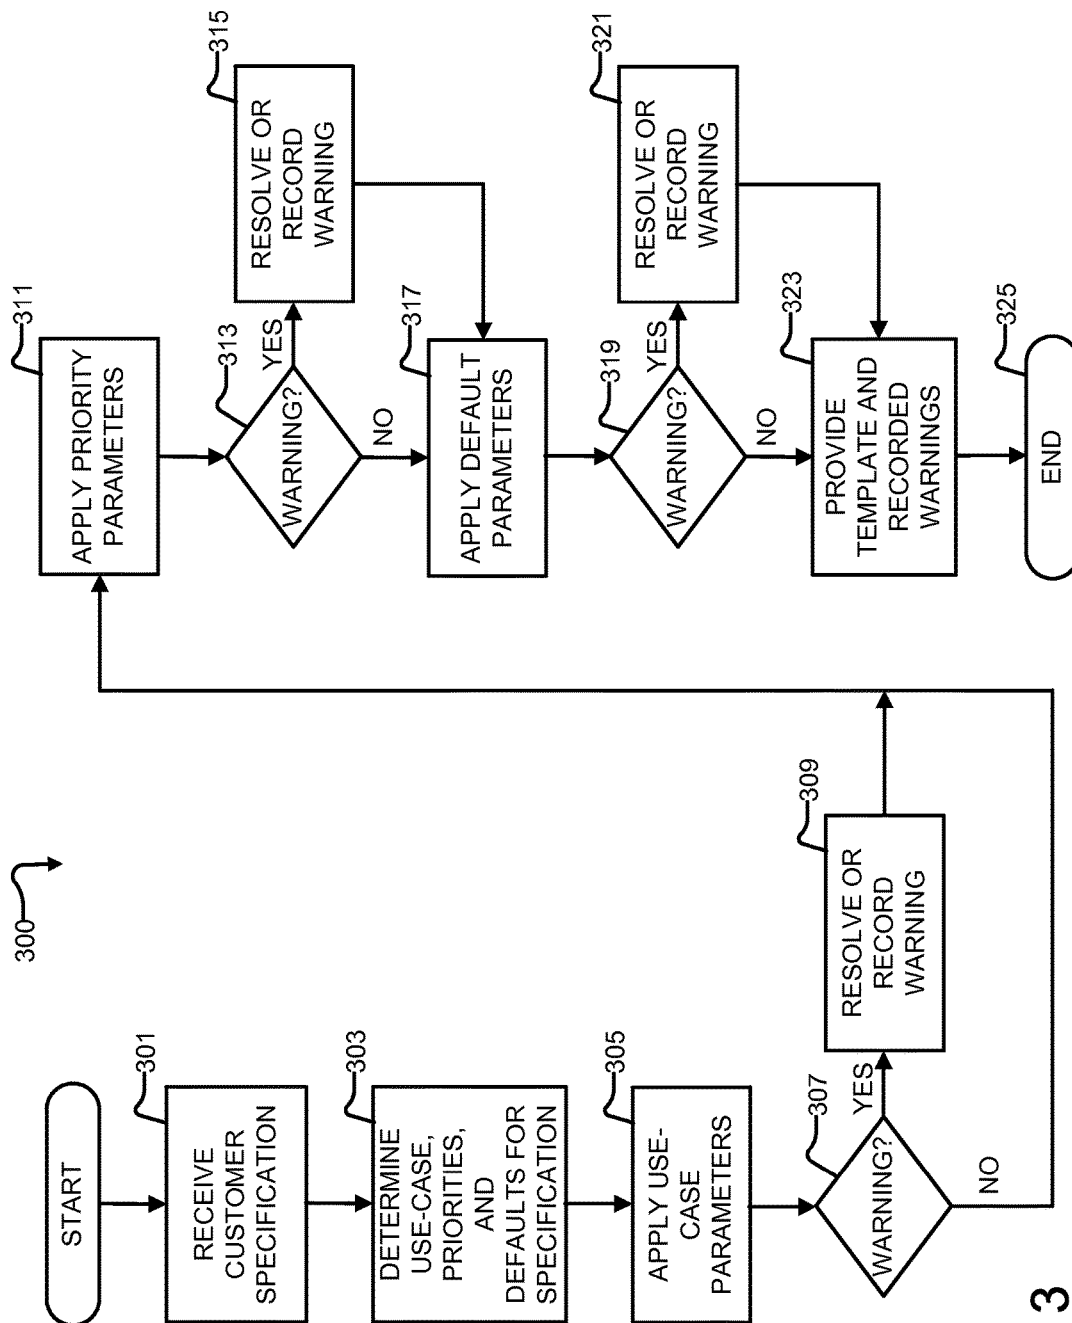 300
START
301
RECEIVE
CUSTOMER
SPECIFICATION
303
DETERMINE
USE-CASE,
PRIORITIES,
AND
DEFAULTS FOR
SPECIFICATION
305
APPLY USE-
CASE
PARAMETERS
307
WARNING?
YES
NO
309
RESOLVE OR
RECORD
WARNING
311
APPLY PRIORITY
PARAMETERS
313
WARNING?
YES
NO
315
RESOLVE OR
RECORD
WARNING
317
APPLY DEFAULT
PARAMETERS
319
WARNING?
YES
NO
321
RESOLVE OR
RECORD
WARNING
323
PROVIDE
TEMPLATE AND
RECORDED
WARNINGS
325
END
3